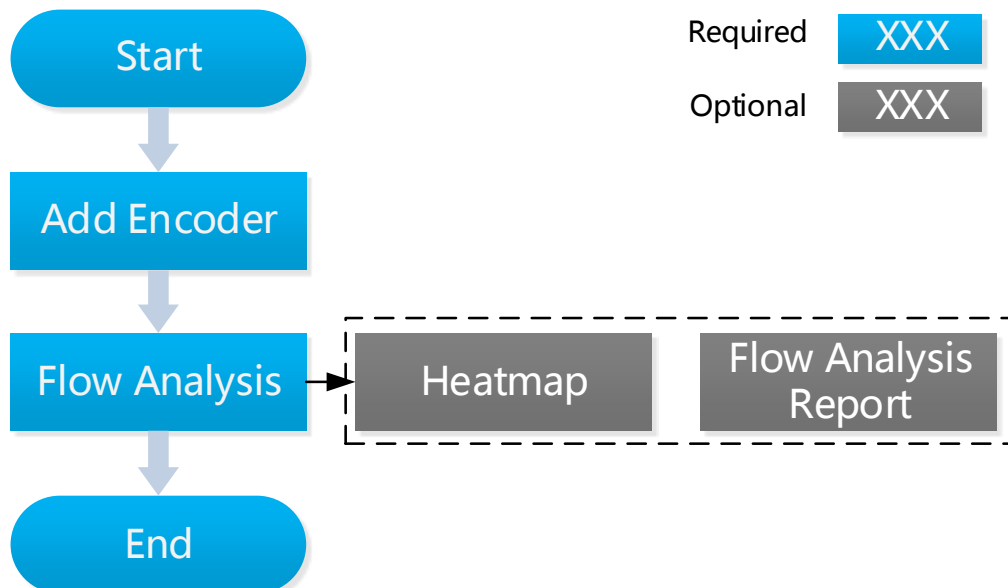 Start
Required
XXX
Optional
XXX
Add Encoder
Flow Analysis
Heatmap
Flow Analysis
Report
End